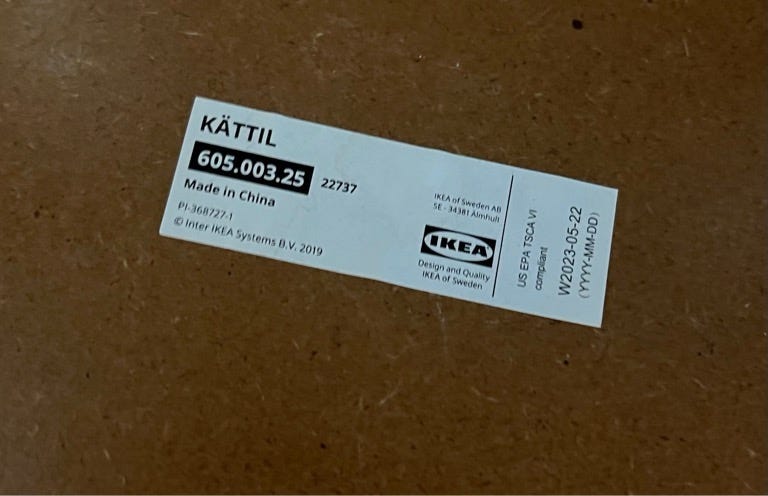 KÄTTIL
605.003.25 22737
Made in China
PI-368727-1
© Inter IKEA Systems B.V. 2019
IKEA of Sweden AB
SE - 34381 Älmhult
IKEA
Design and Quality
IKEA of Sweden
US EPA TSCA VI
compliant
W2023-05-22
(YYYY-MM-DD)